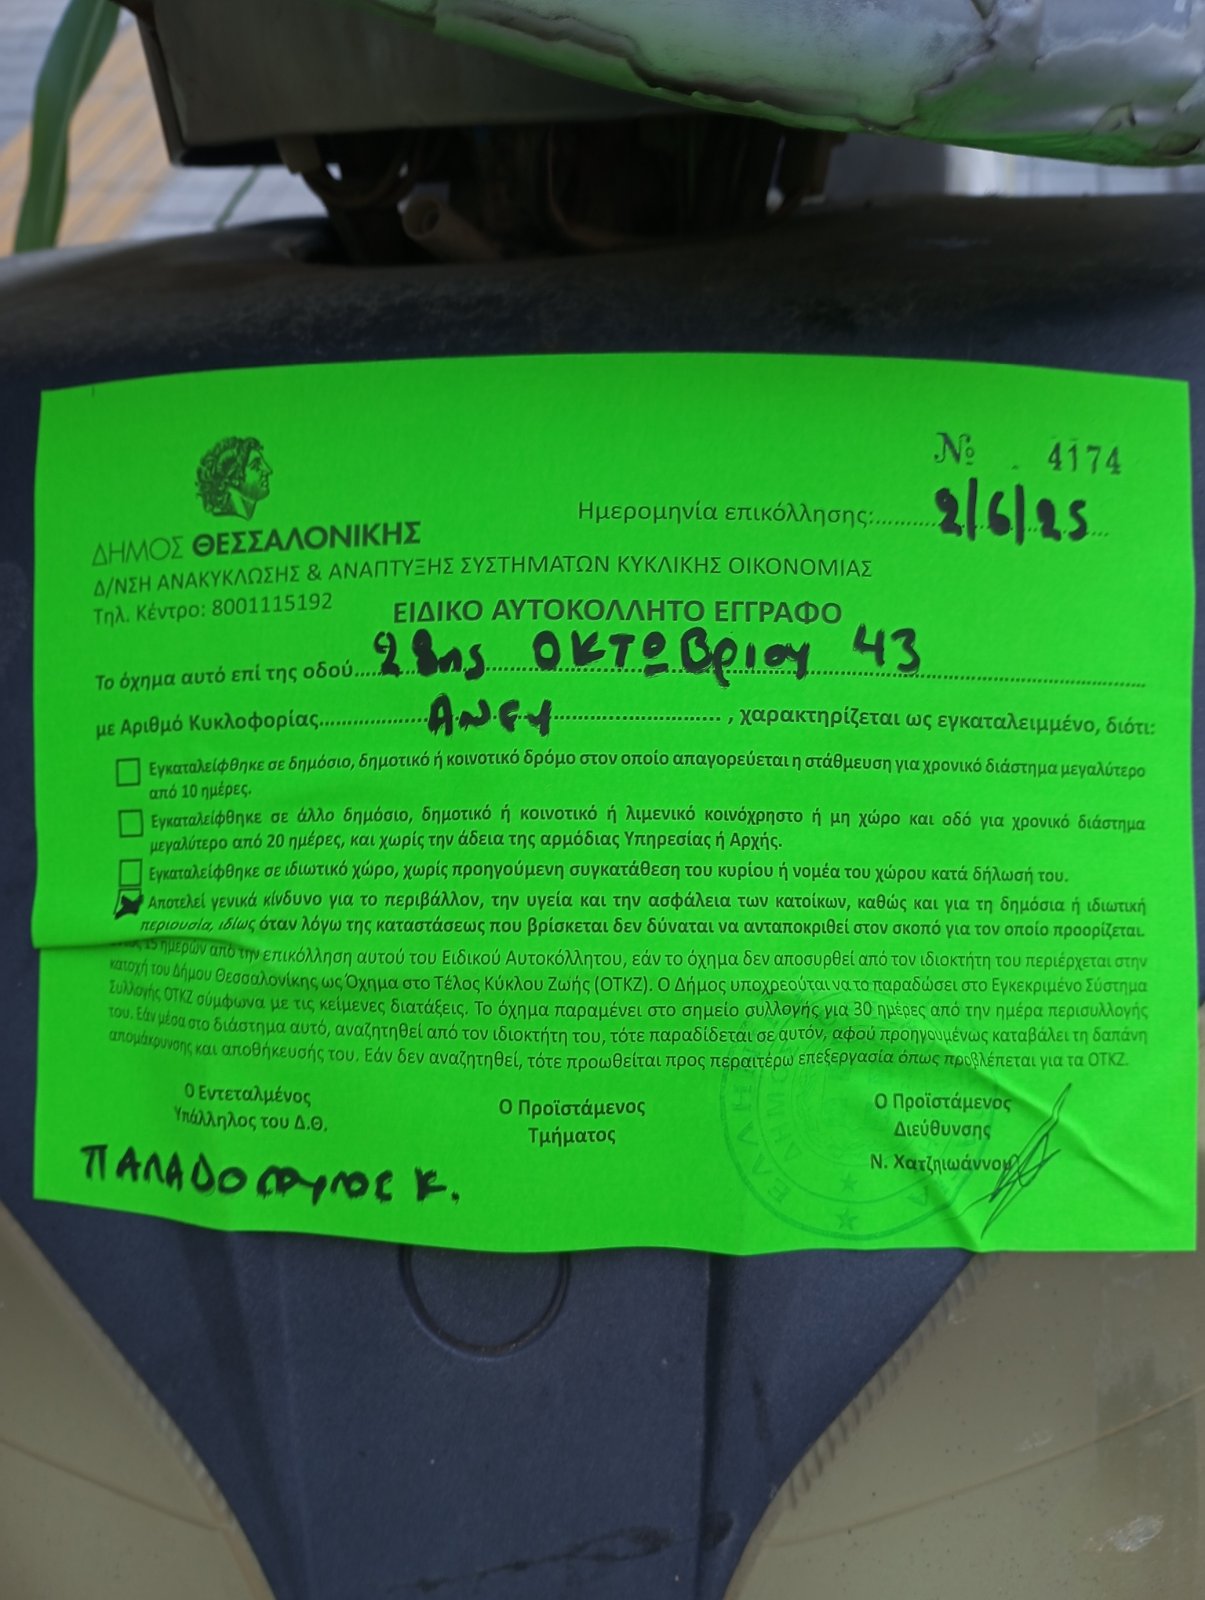 № 4174
Ημερομηνία επικόλλησης: 2/6/25
ΔΗΜΟΣ ΘΕΣΣΑΛΟΝΙΚΗΣ
Δ/ΝΣΗ ΑΝΑΚΥΚΛΩΣΗΣ & ΑΝΑΠΤΥΞΗΣ ΣΥΣΤΗΜΑΤΩΝ ΚΥΚΛΙΚΗΣ ΟΙΚΟΝΟΜΙΑΣ
Τηλ. Κέντρο: 8001115192
ΕΙΔΙΚΟ ΑΥΤΟΚΟΛΛΗΤΟ ΕΓΓΡΑΦΟ
Το όχημα αυτό επί της οδού 28ης ΟΚΤΩΒριου 43
με Αριθμό Κυκλοφορίας ΑΝΕΥ , χαρακτηρίζεται ως εγκαταλειμμένο, διότι:
Εγκαταλείφθηκε σε δημόσιο, δημοτικό ή κοινοτικό δρόμο στον οποίο απαγορεύεται η στάθμευση για χρονικό διάστημα μεγαλύτερο
από 10 ημέρες.
Εγκαταλείφθηκε σε άλλο δημόσιο, δημοτικό ή κοινοτικό ή λιμενικό κοινόχρηστο ή μη χώρο και οδό για χρονικό διάστημα
μεγαλύτερο από 20 ημέρες, και χωρίς την άδεια της αρμόδιας Υπηρεσίας ή Αρχής.
Εγκαταλείφθηκε σε ιδιωτικό χώρο, χωρίς προηγούμενη συγκατάθεση του κυρίου ή νομέα του χώρου κατά δήλωσή του.
Αποτελεί γενικά κίνδυνο για το περιβάλλον, την υγεία και την ασφάλεια των κατοίκων, καθώς και για τη δημόσια ή ιδιωτική
περιουσία, ιδίως όταν λόγω της καταστάσεως που βρίσκεται δεν δύναται να ανταποκριθεί στον σκοπό για τον οποίο προορίζεται.
15 ημερών από την επικόλληση αυτού του Ειδικού Αυτοκόλλητου, εάν το όχημα δεν αποσυρθεί από τον ιδιοκτήτη του περιέρχεται στην
κατοχή του Δήμου Θεσσαλονίκης ως Όχημα στο Τέλος Κύκλου Ζωής (ΟΤΚΖ). Ο Δήμος υποχρεούται να το παραδώσει στο Εγκεκριμένο Σύστημα
Συλλογής ΟΤΚΖ σύμφωνα με τις κείμενες διατάξεις. Το όχημα παραμένει στο σημείο συλλογής για 30 ημέρες από την ημέρα περισυλλογής
του. Εάν μέσα στο διάστημα αυτό, αναζητηθεί από τον ιδιοκτήτη του, τότε παραδίδεται σε αυτόν, αφού προηγουμένως καταβάλει τη δαπάνη
απομάκρυνσης και αποθήκευσής του. Εάν δεν αναζητηθεί, τότε προωθείται προς περαιτέρω επεξεργασία όπως προβλέπεται για τα ΟΤΚΖ.
Ο Εντεταλμένος
Υπάλληλος του Δ.Θ.
ΠΑΠΑΔΟΠΟΥΛΟΣ Κ.
Ο Προϊστάμενος
Τμήματος
Ο Προϊστάμενος
Διεύθυνσης
Ν. Χατζηιωάννου